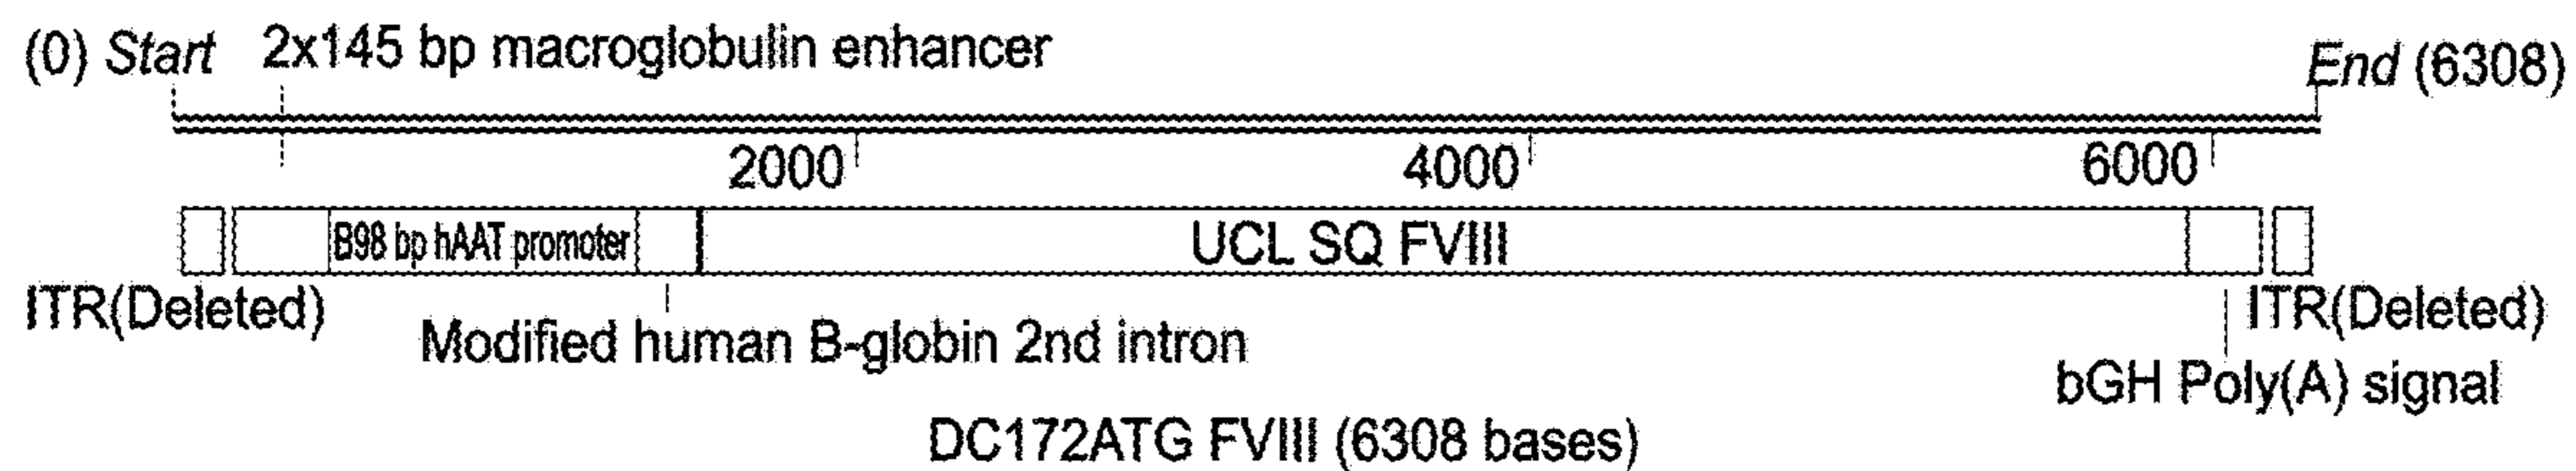 (0) Start 2x145 bp macroglobulin enhancer End (6308)
2000 4000 6000
B98 bp hAAT promoter UCL SQ FVIII
ITR(Deleted) ITR(Deleted)
Modified human B-globin 2nd intron
bGH Poly(A) signal
DC172ATG FVIII (6308 bases)